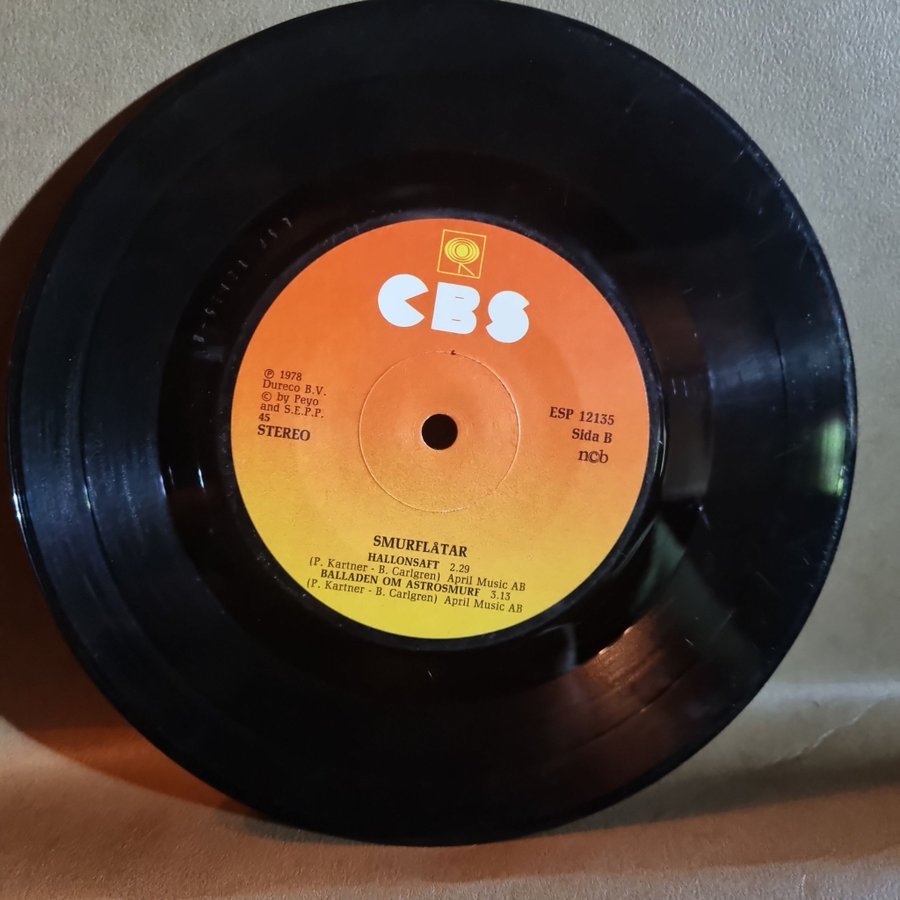 CBS
℗ 1978
Dureco B.V.
© by Peyo
and S.E.P.P.
45
STEREO
ESP 12135
Sida B
n©b
SMURFLÅTAR
HALLONSAFT 2.29
(P. Kartner - B. Carlgren) April Music AB
BALLADEN OM ASTROSMURF 3.13
(P. Kartner - B. Carlgren) April Music AB